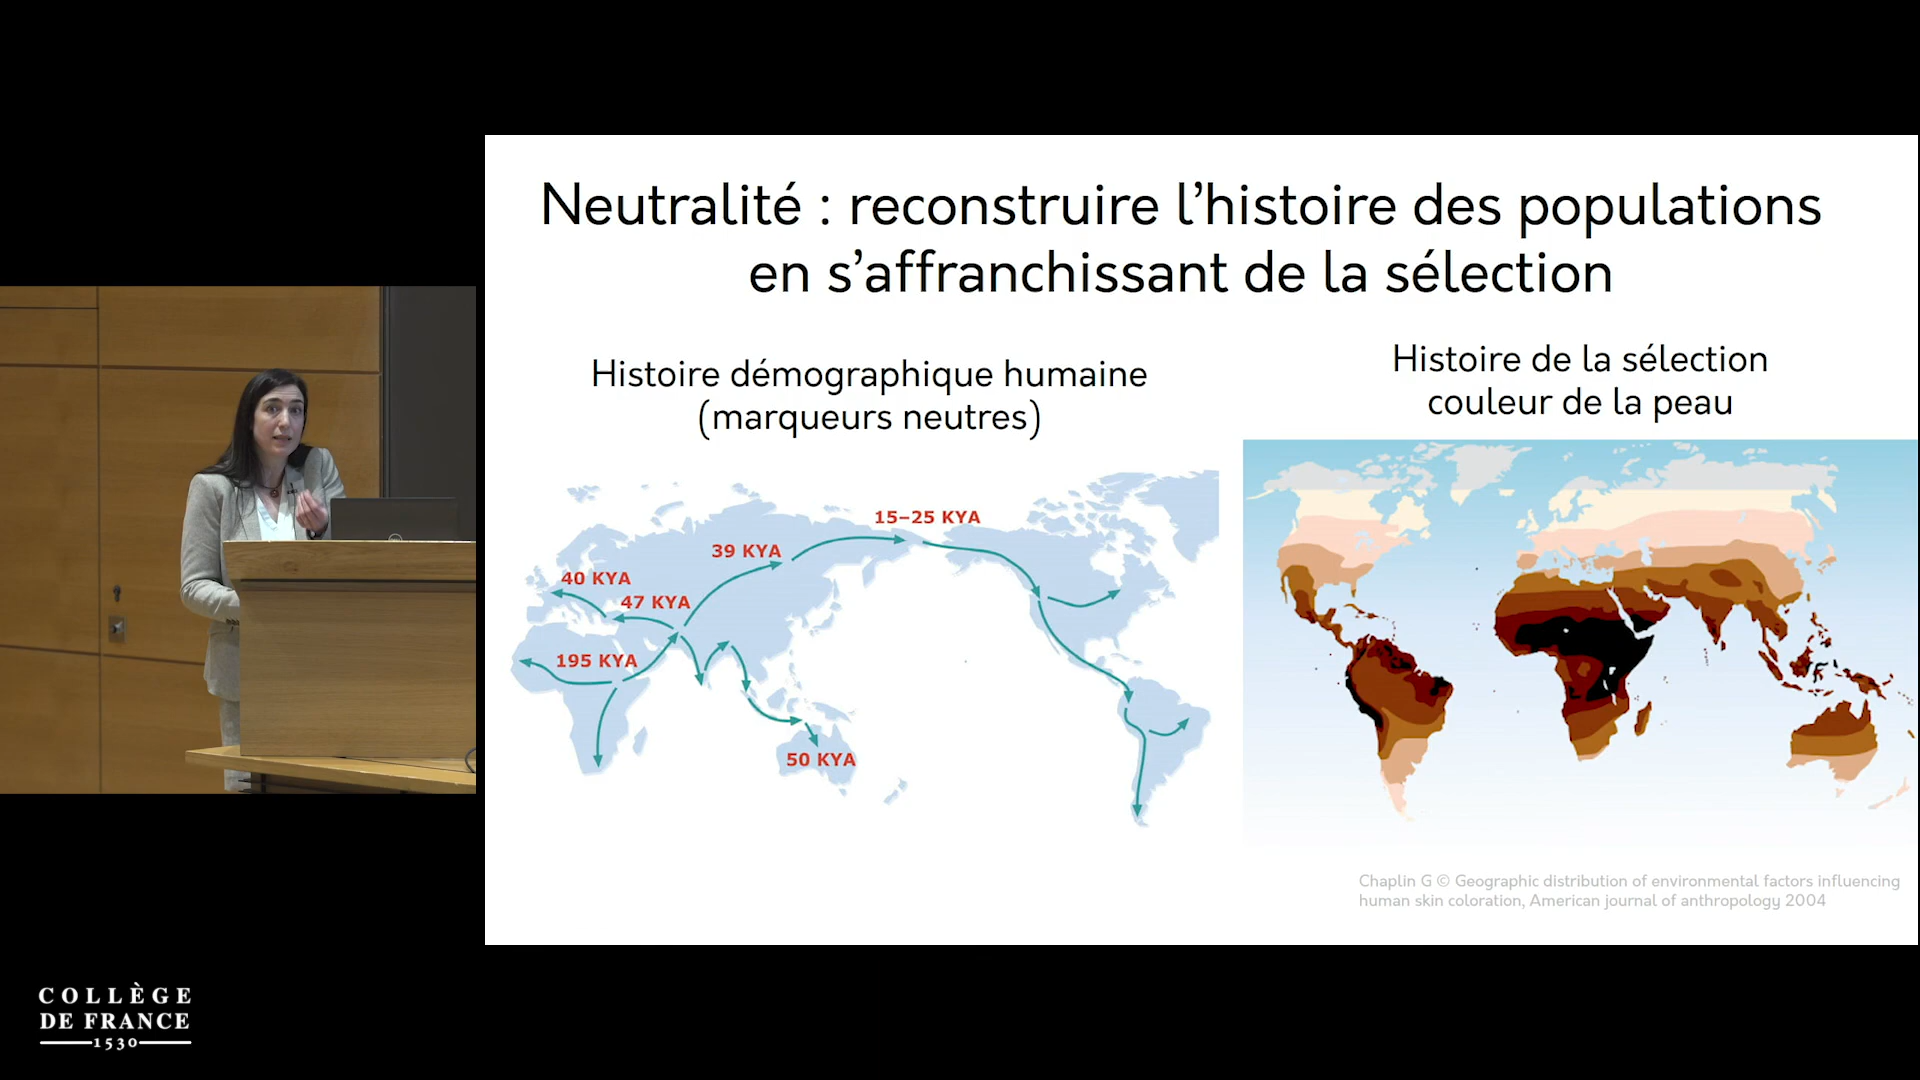 Neutralité : reconstruire l'histoire des populations
en s'affranchissant de la sélection
Histoire démographique humaine
(marqueurs neutres)
Histoire de la sélection
couleur de la peau
15–25 KYA
39 KYA
40 KYA
47 KYA
195 KYA
50 KYA
Chaplin G © Geographic distribution of environmental factors influencing
human skin coloration, American journal of anthropology 2004
COLLÈGE
DE FRANCE
1530